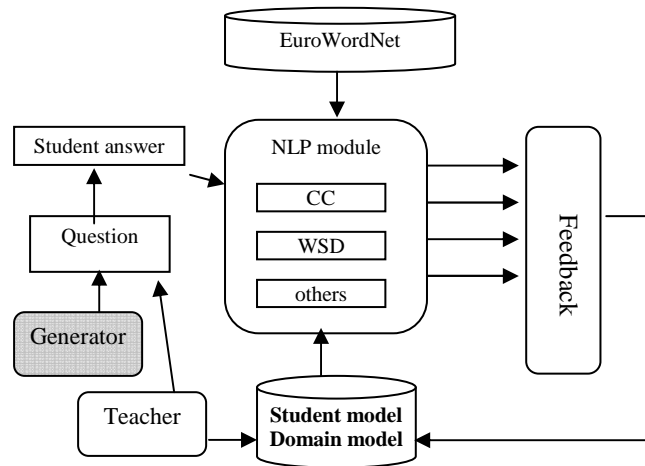 EuroWordNet
Student answer
NLP module
CC
Question
WSD
others
Feedback
Generator
Teacher
Student model
Domain model